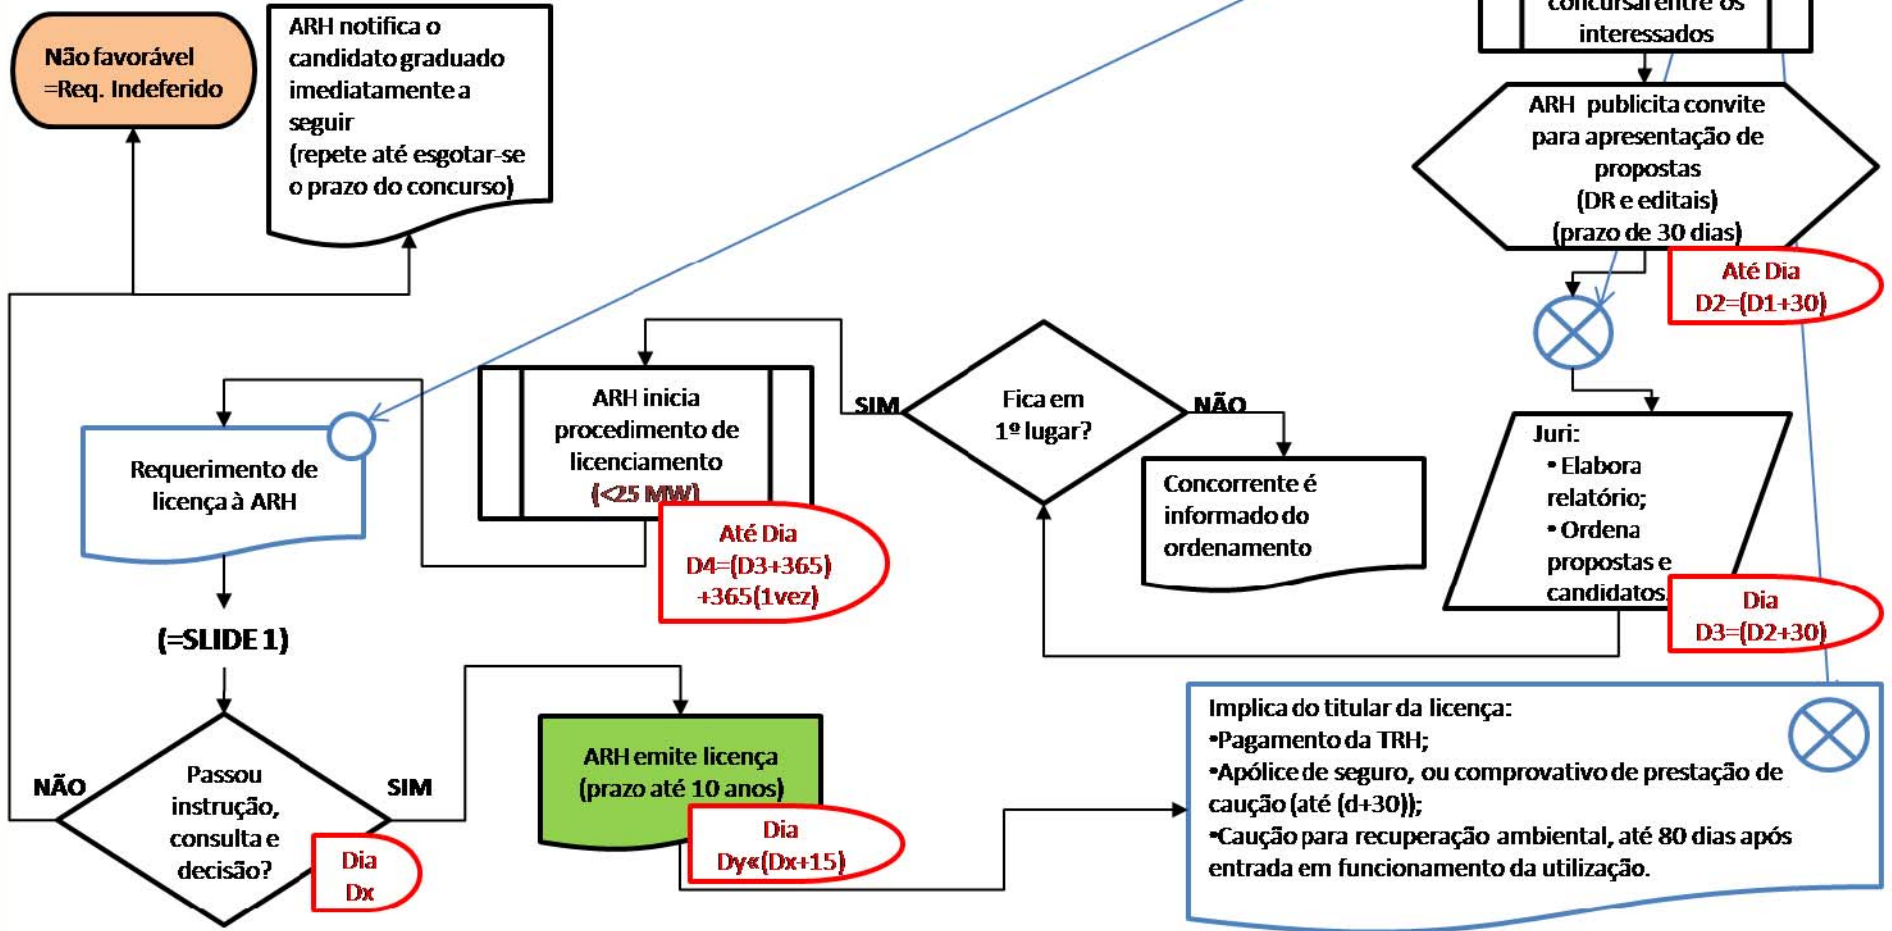 Não favorável
=Req. Indeferido
ARH notifica o
candidato graduado
imediatamente a
seguir
(repete até esgotar-se
o prazo do concurso)
concursal entre os
interessados
ARH publicita convite
para apresentação de
propostas
(DR e editais)
(prazo de 30 dias)
Até Dia
D2=(D1+30)
Juri:
• Elabora
relatório;
• Ordena
propostas e
candidatos.
Dia
D3=(D2+30)
Fica em
1º lugar?
SIM
NÃO
Concorrente é
informado do
ordenamento
ARH inicia
procedimento de
licenciamento
(<25 MW)
Até Dia
D4=(D3+365)
+365(1vez)
Requerimento de
licença à ARH
(=SLIDE 1)
Passou
instrução,
consulta e
decisão?
NÃO
SIM
Dia
Dx
ARH emite licença
(prazo até 10 anos)
Dia
Dy«(Dx+15)
Implica do titular da licença:
•Pagamento da TRH;
•Apólice de seguro, ou comprovativo de prestação de
caução (até (d+30));
•Caução para recuperação ambiental, até 80 dias após
entrada em funcionamento da utilização.